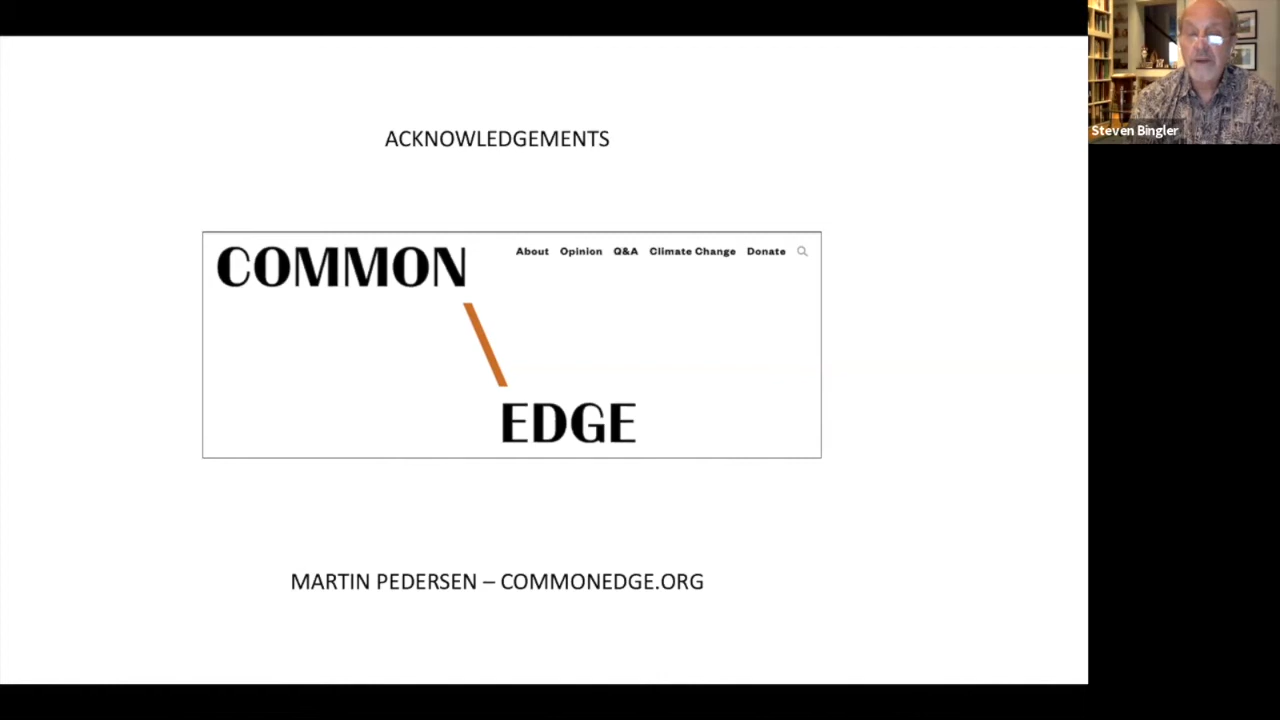 ACKNOWLEDGEMENTS
COMMON
About Opinion Q&A Climate Change Donate
EDGE
MARTIN PEDERSEN – COMMONEDGE.ORG
Steven Bingler